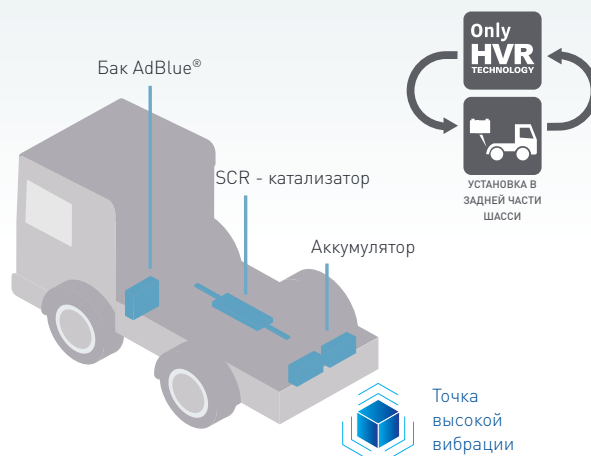 Only
HVR
TECHNOLOGY
Бак AdBlue®
SCR - катализатор
УСТАНОВКА В
ЗАДНЕЙ ЧАСТИ
ШАССИ
Аккумулятор
Точка
высокой
вибрации